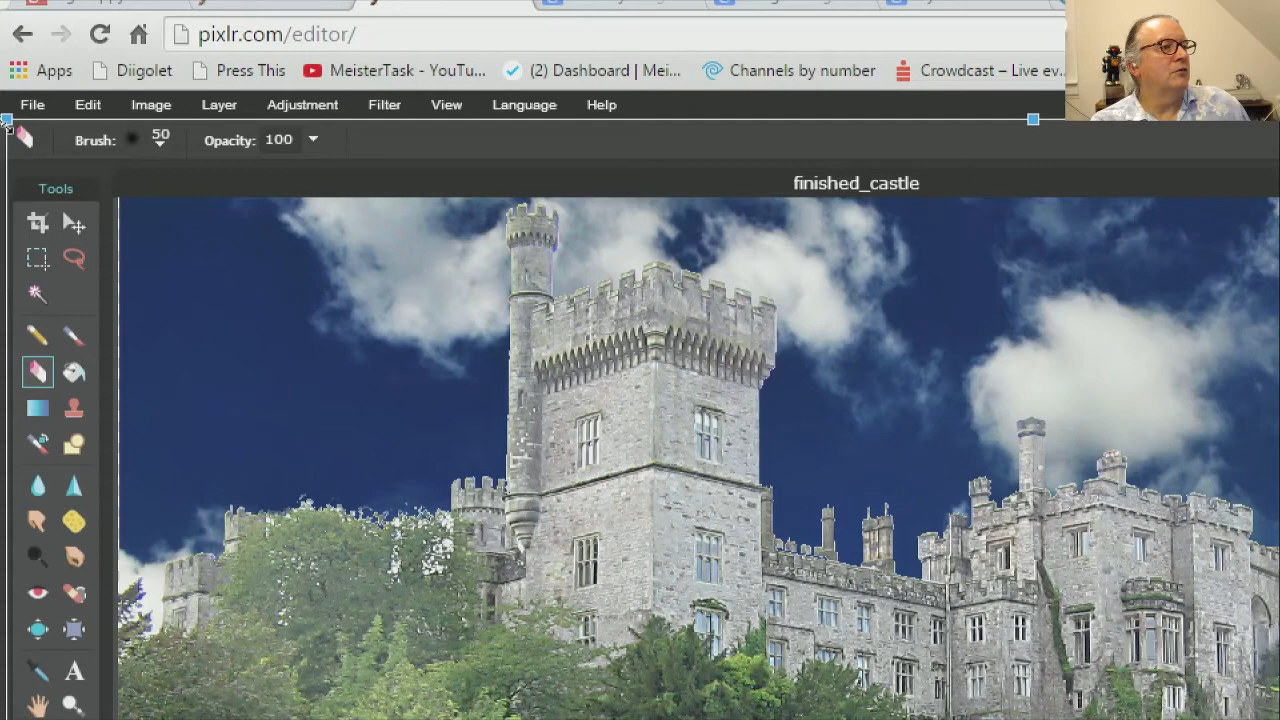 pixlr.com/editor/
Apps Diigolet Press This MeisterTask - YouTu... (2) Dashboard | Mei... Channels by number Crowdcast – Live ev...
File Edit Image Layer Adjustment Filter View Language Help
Brush: 50 Opacity: 100
Tools
finished_castle